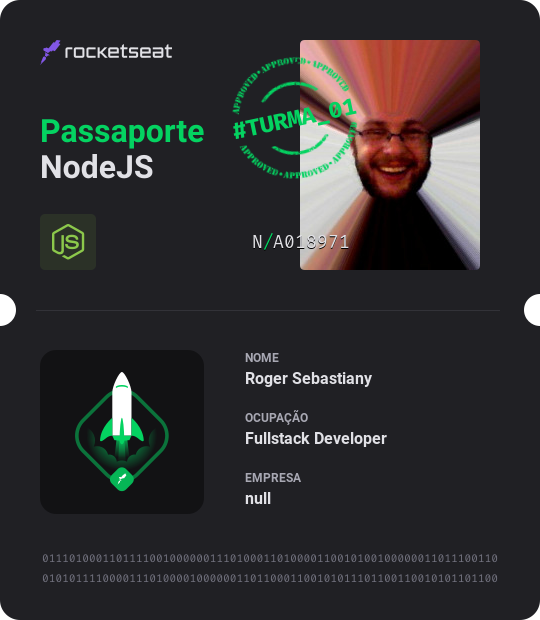 rocketseat
APPROVED • APPROVED • APPROVED
#TURMA_01
APPROVED • APPROVED • APPROVED
Passaporte
NodeJS
JS
N/A018971
NOME
Roger Sebastiany
OCUPAÇÃO
Fullstack Developer
EMPRESA
null
01110100011011110010000001110100011010000110010100100000011011100110
01010111100001110100001000000110110001100101011101100110010101101100